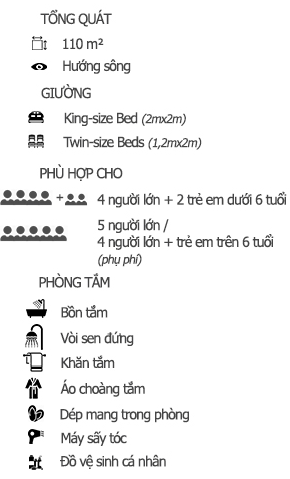 TỔNG QUÁT
110 m²
Hướng sông
GIƯỜNG
King-size Bed (2mx2m)
Twin-size Beds (1,2mx2m)
PHÙ HỢP CHO
+ 4 người lớn + 2 trẻ em dưới 6 tuổi
5 người lớn /
4 người lớn + trẻ em trên 6 tuổi
(phụ phí)
PHÒNG TẮM
Bồn tắm
Vòi sen đứng
Khăn tắm
Áo choàng tắm
Dép mang trong phòng
Máy sấy tóc
Đồ vệ sinh cá nhân